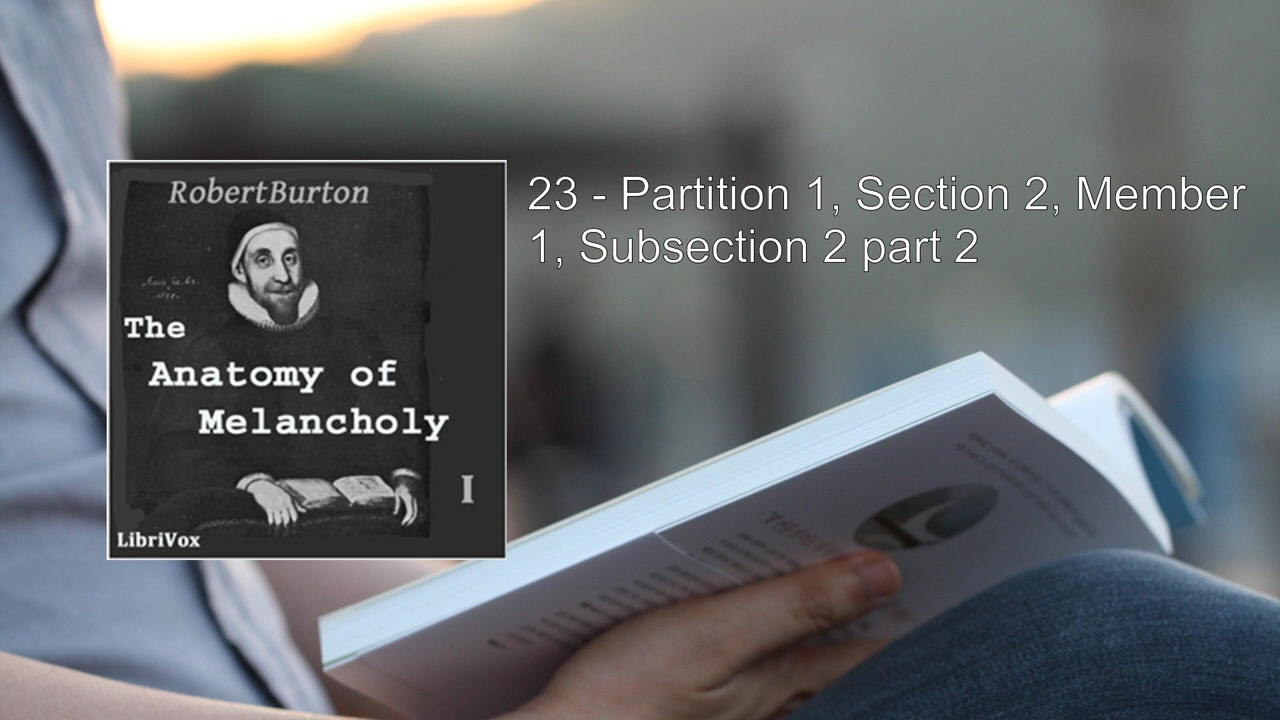 RobertBurton
The
Anatomy of
Melancholy
I
LibriVox
23 - Partition 1, Section 2, Member
1, Subsection 2 part 2